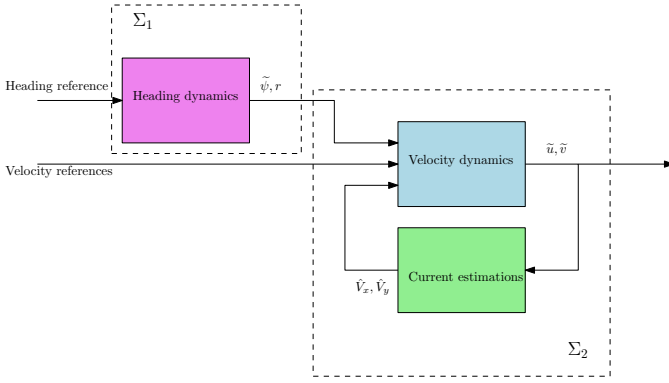 Σ₁
Heading reference
Heading dynamics
ψ̃, r
Velocity references
Velocity dynamics
ũ, ṽ
Current estimations
V̂ₓ, V̂ᵧ
Σ₂